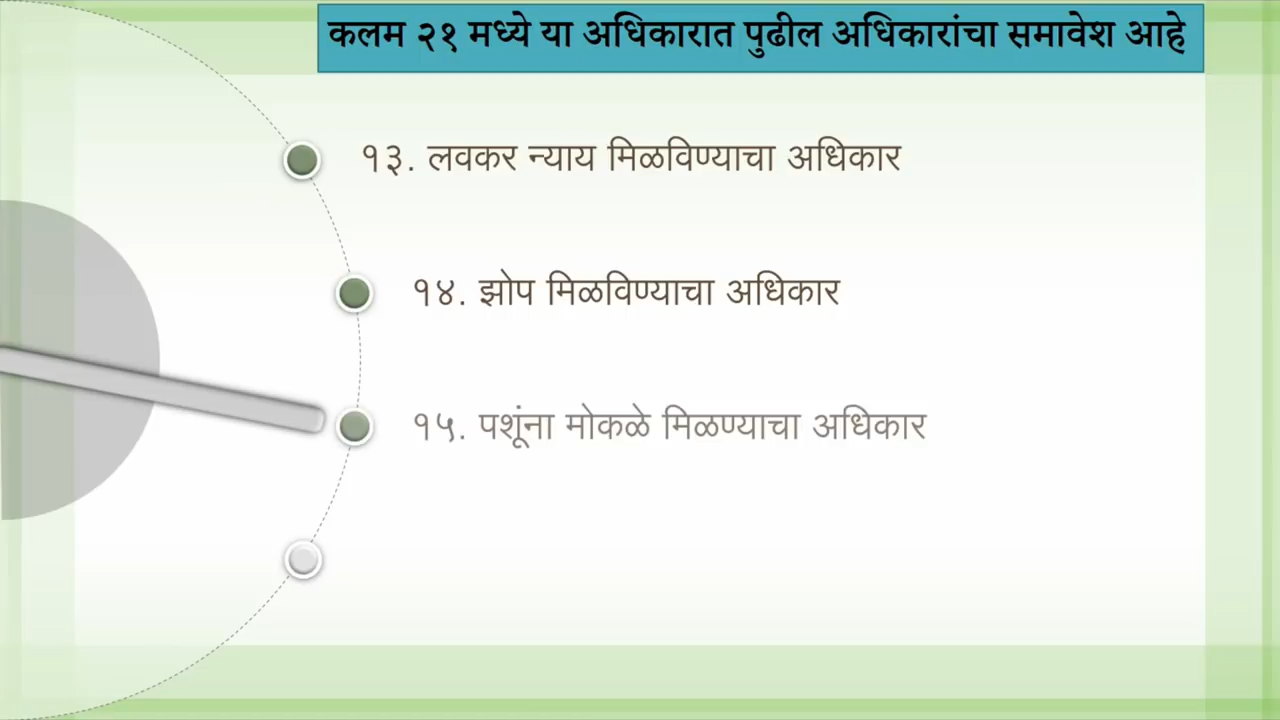 कलम २१ मध्ये या अधिकारात पुढील अधिकारांचा समावेश आहे
१३. लवकर न्याय मिळविण्याचा अधिकार
१४. झोप मिळविण्याचा अधिकार
१५. पशूंना मोकळे मिळण्याचा अधिकार